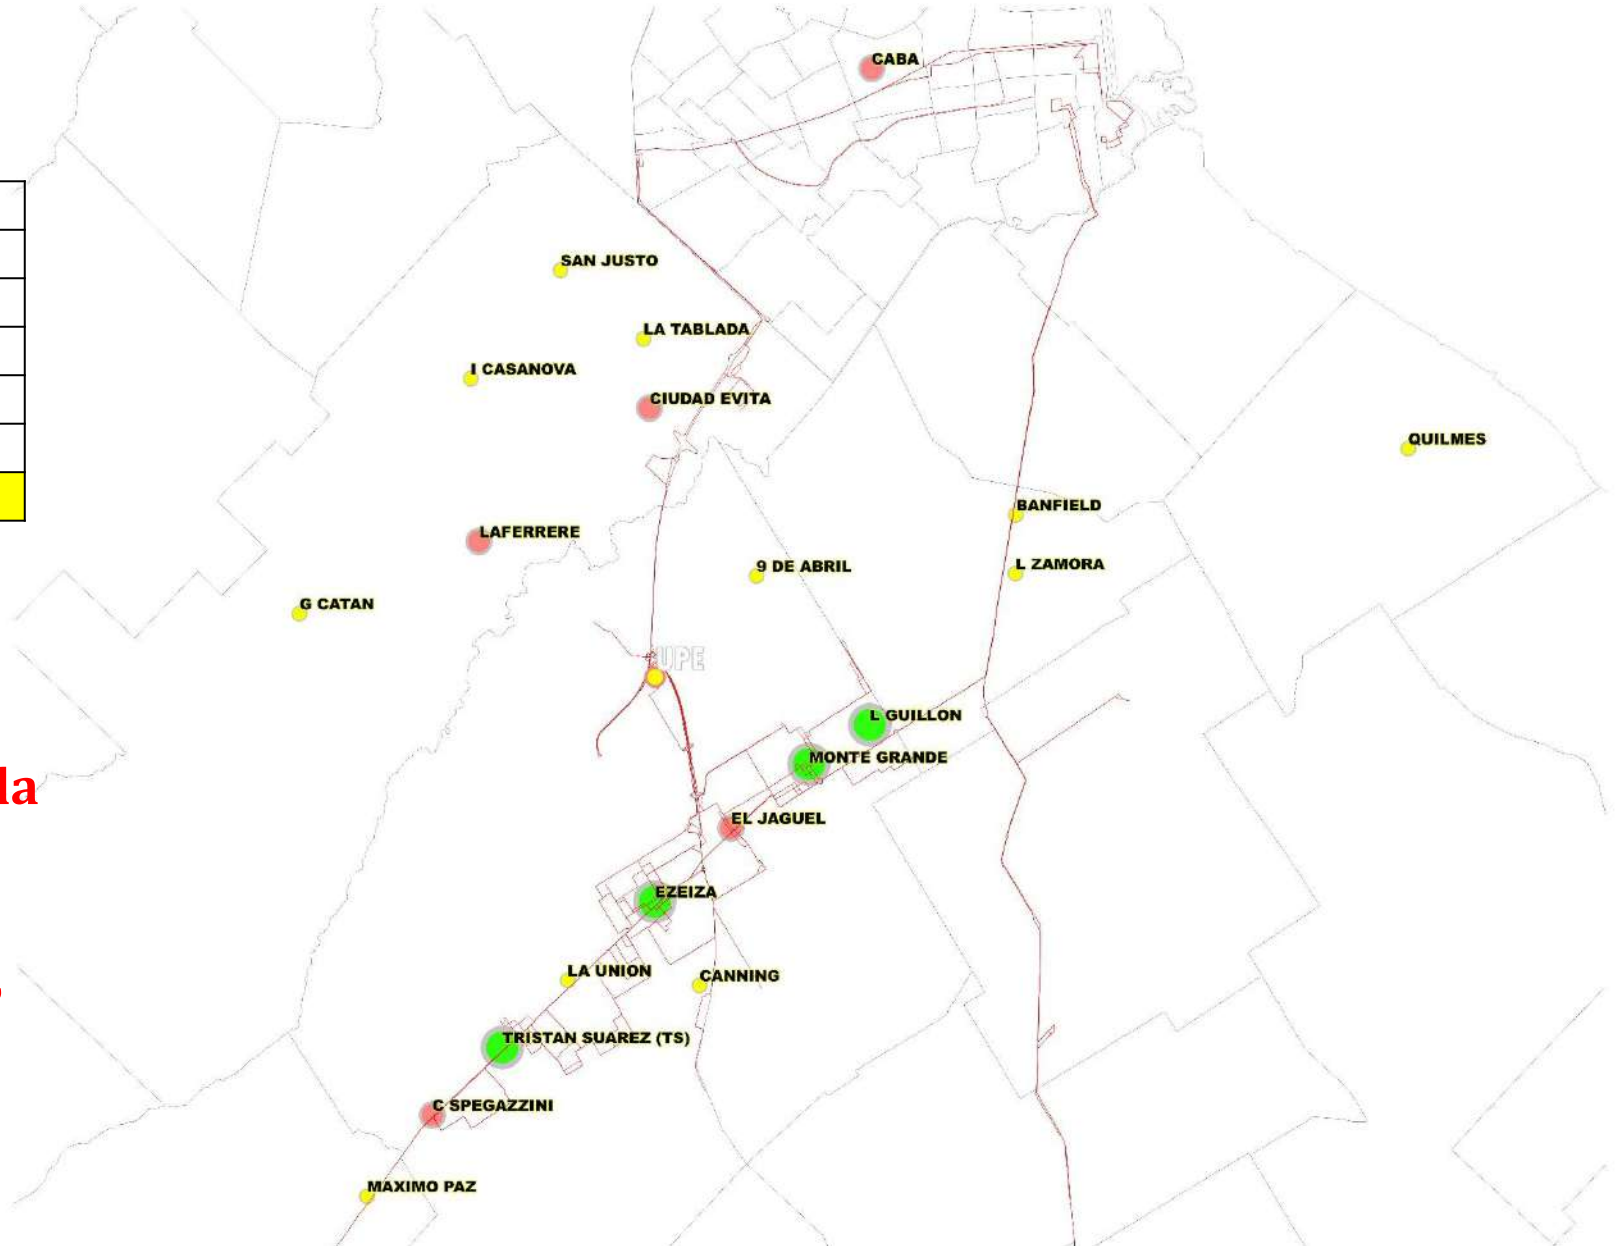 CABA
SAN JUSTO
LA TABLADA
I CASANOVA
CIUDAD EVITA
QUILMES
BANFIELD
LAFERRERE
L ZAMORA
9 DE ABRIL
G CATAN
UPE
L GUILLON
MONTE GRANDE
la
EL JAGUEL
EZEIZA
LA UNION
CANNING
TRISTAN SUAREZ (TS)
C SPEGAZZINI
MAXIMO PAZ